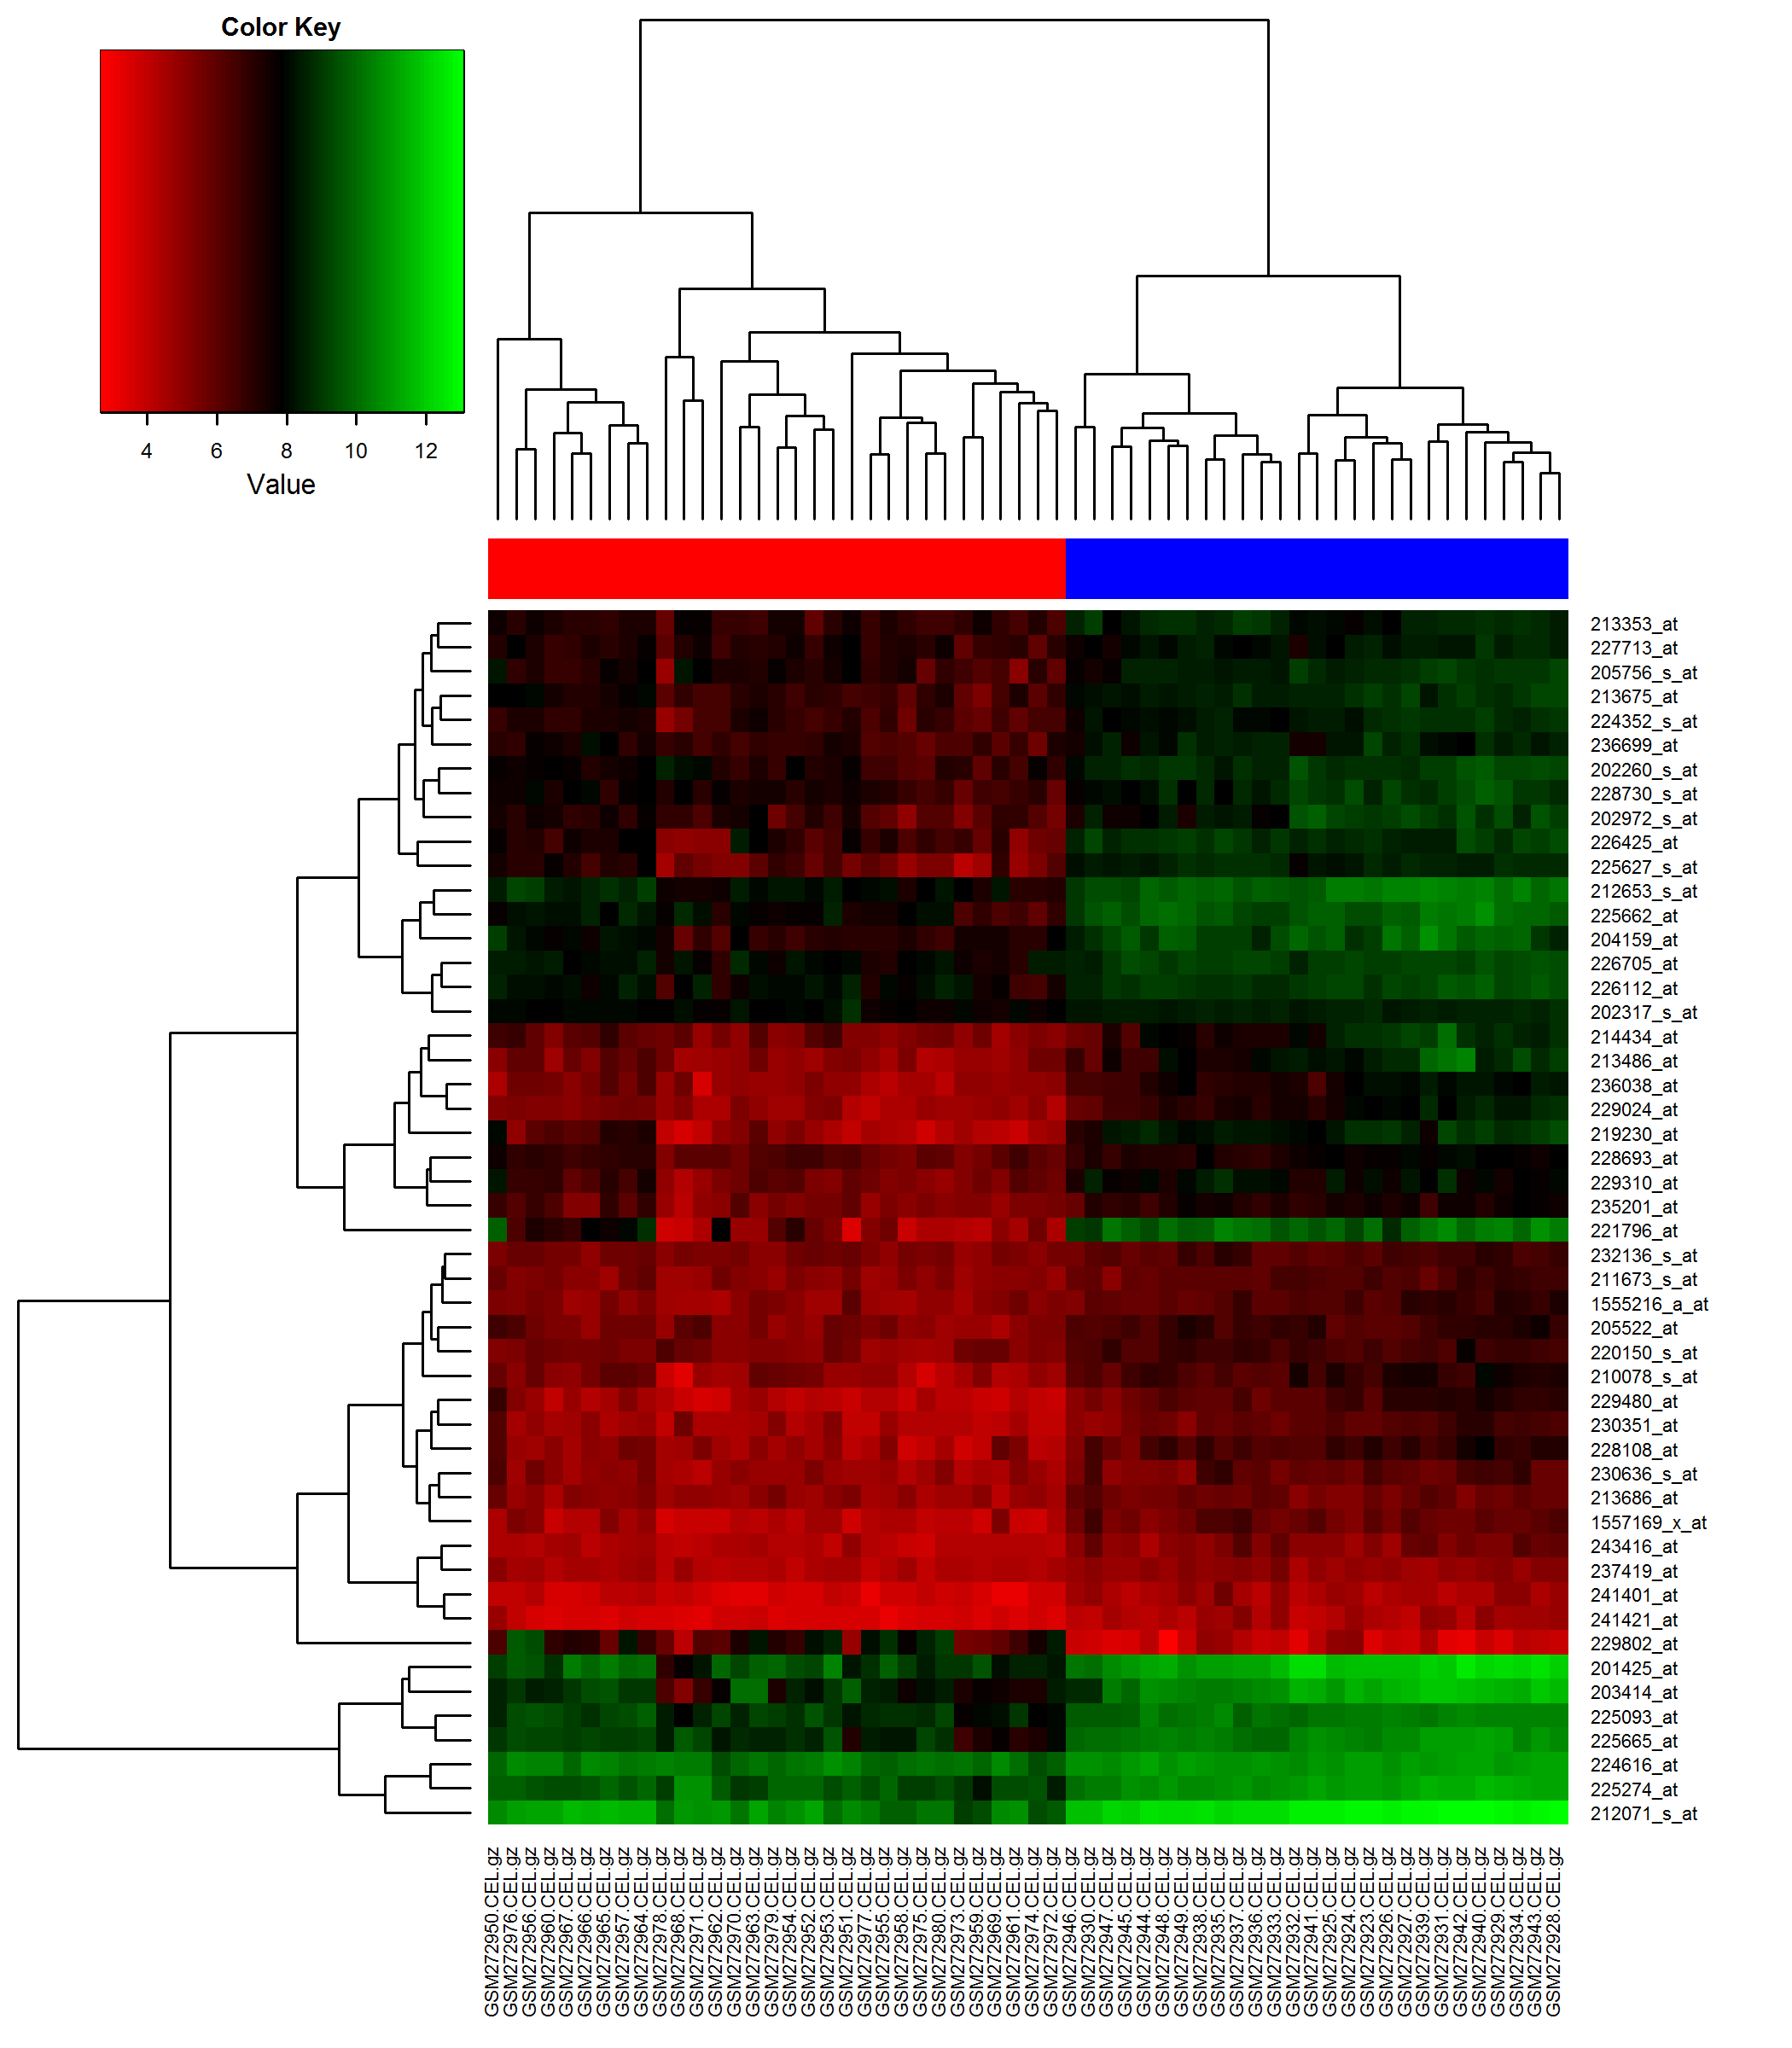 Color Key
4 6 8 10 12
Value
213353_at
227713_at
205756_s_at
213675_at
224352_s_at
236699_at
202260_s_at
228730_s_at
202972_s_at
226425_at
225627_s_at
212653_s_at
225662_at
204159_at
226705_at
226112_at
202317_s_at
214434_at
213486_at
236038_at
229024_at
219230_at
228693_at
229310_at
235201_at
221796_at
232136_s_at
211673_s_at
1555216_a_at
205522_at
220150_s_at
210078_s_at
229480_at
230351_at
228108_at
230636_s_at
213686_at
1557169_x_at
243416_at
237419_at
241401_at
241421_at
229802_at
201425_at
203414_at
225093_at
225665_at
224616_at
225274_at
212071_s_at
GSM272950.CEL.gz
GSM272976.CEL.gz
GSM272956.CEL.gz
GSM272960.CEL.gz
GSM272967.CEL.gz
GSM272966.CEL.gz
GSM272965.CEL.gz
GSM272957.CEL.gz
GSM272964.CEL.gz
GSM272978.CEL.gz
GSM272968.CEL.gz
GSM272971.CEL.gz
GSM272962.CEL.gz
GSM272970.CEL.gz
GSM272963.CEL.gz
GSM272979.CEL.gz
GSM272954.CEL.gz
GSM272952.CEL.gz
GSM272953.CEL.gz
GSM272951.CEL.gz
GSM272977.CEL.gz
GSM272955.CEL.gz
GSM272958.CEL.gz
GSM272975.CEL.gz
GSM272980.CEL.gz
GSM272973.CEL.gz
GSM272959.CEL.gz
GSM272969.CEL.gz
GSM272961.CEL.gz
GSM272974.CEL.gz
GSM272972.CEL.gz
GSM272946.CEL.gz
GSM272930.CEL.gz
GSM272947.CEL.gz
GSM272945.CEL.gz
GSM272944.CEL.gz
GSM272948.CEL.gz
GSM272949.CEL.gz
GSM272938.CEL.gz
GSM272935.CEL.gz
GSM272937.CEL.gz
GSM272936.CEL.gz
GSM272933.CEL.gz
GSM272932.CEL.gz
GSM272941.CEL.gz
GSM272925.CEL.gz
GSM272924.CEL.gz
GSM272923.CEL.gz
GSM272926.CEL.gz
GSM272927.CEL.gz
GSM272939.CEL.gz
GSM272931.CEL.gz
GSM272942.CEL.gz
GSM272940.CEL.gz
GSM272929.CEL.gz
GSM272934.CEL.gz
GSM272943.CEL.gz
GSM272928.CEL.gz